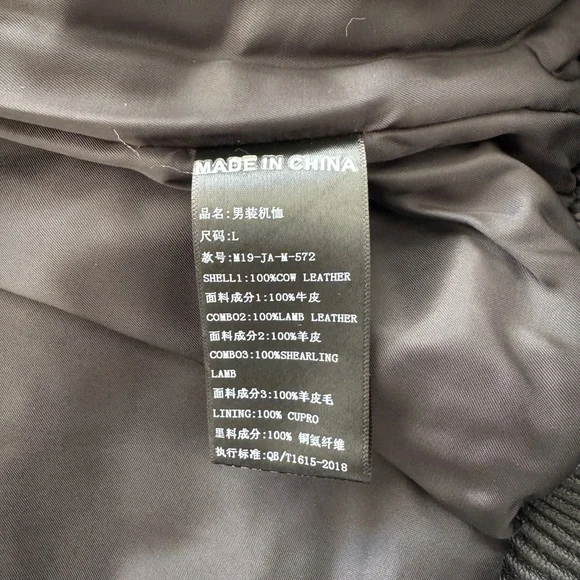 MADE IN CHINA
品名:男装机恤
尺码:L
款号:M19-JA-M-572
SHELL1:100%COW LEATHER
面料成分1:100%牛皮
COMBO2:100%LAMB LEATHER
面料成分2:100%羊皮
COMBO3:100%SHEARLING
LAMB
面料成分3:100%羊皮毛
LINING:100% CUPRO
里料成分:100% 铜氨纤维
执行标准:QB/T1615-2018